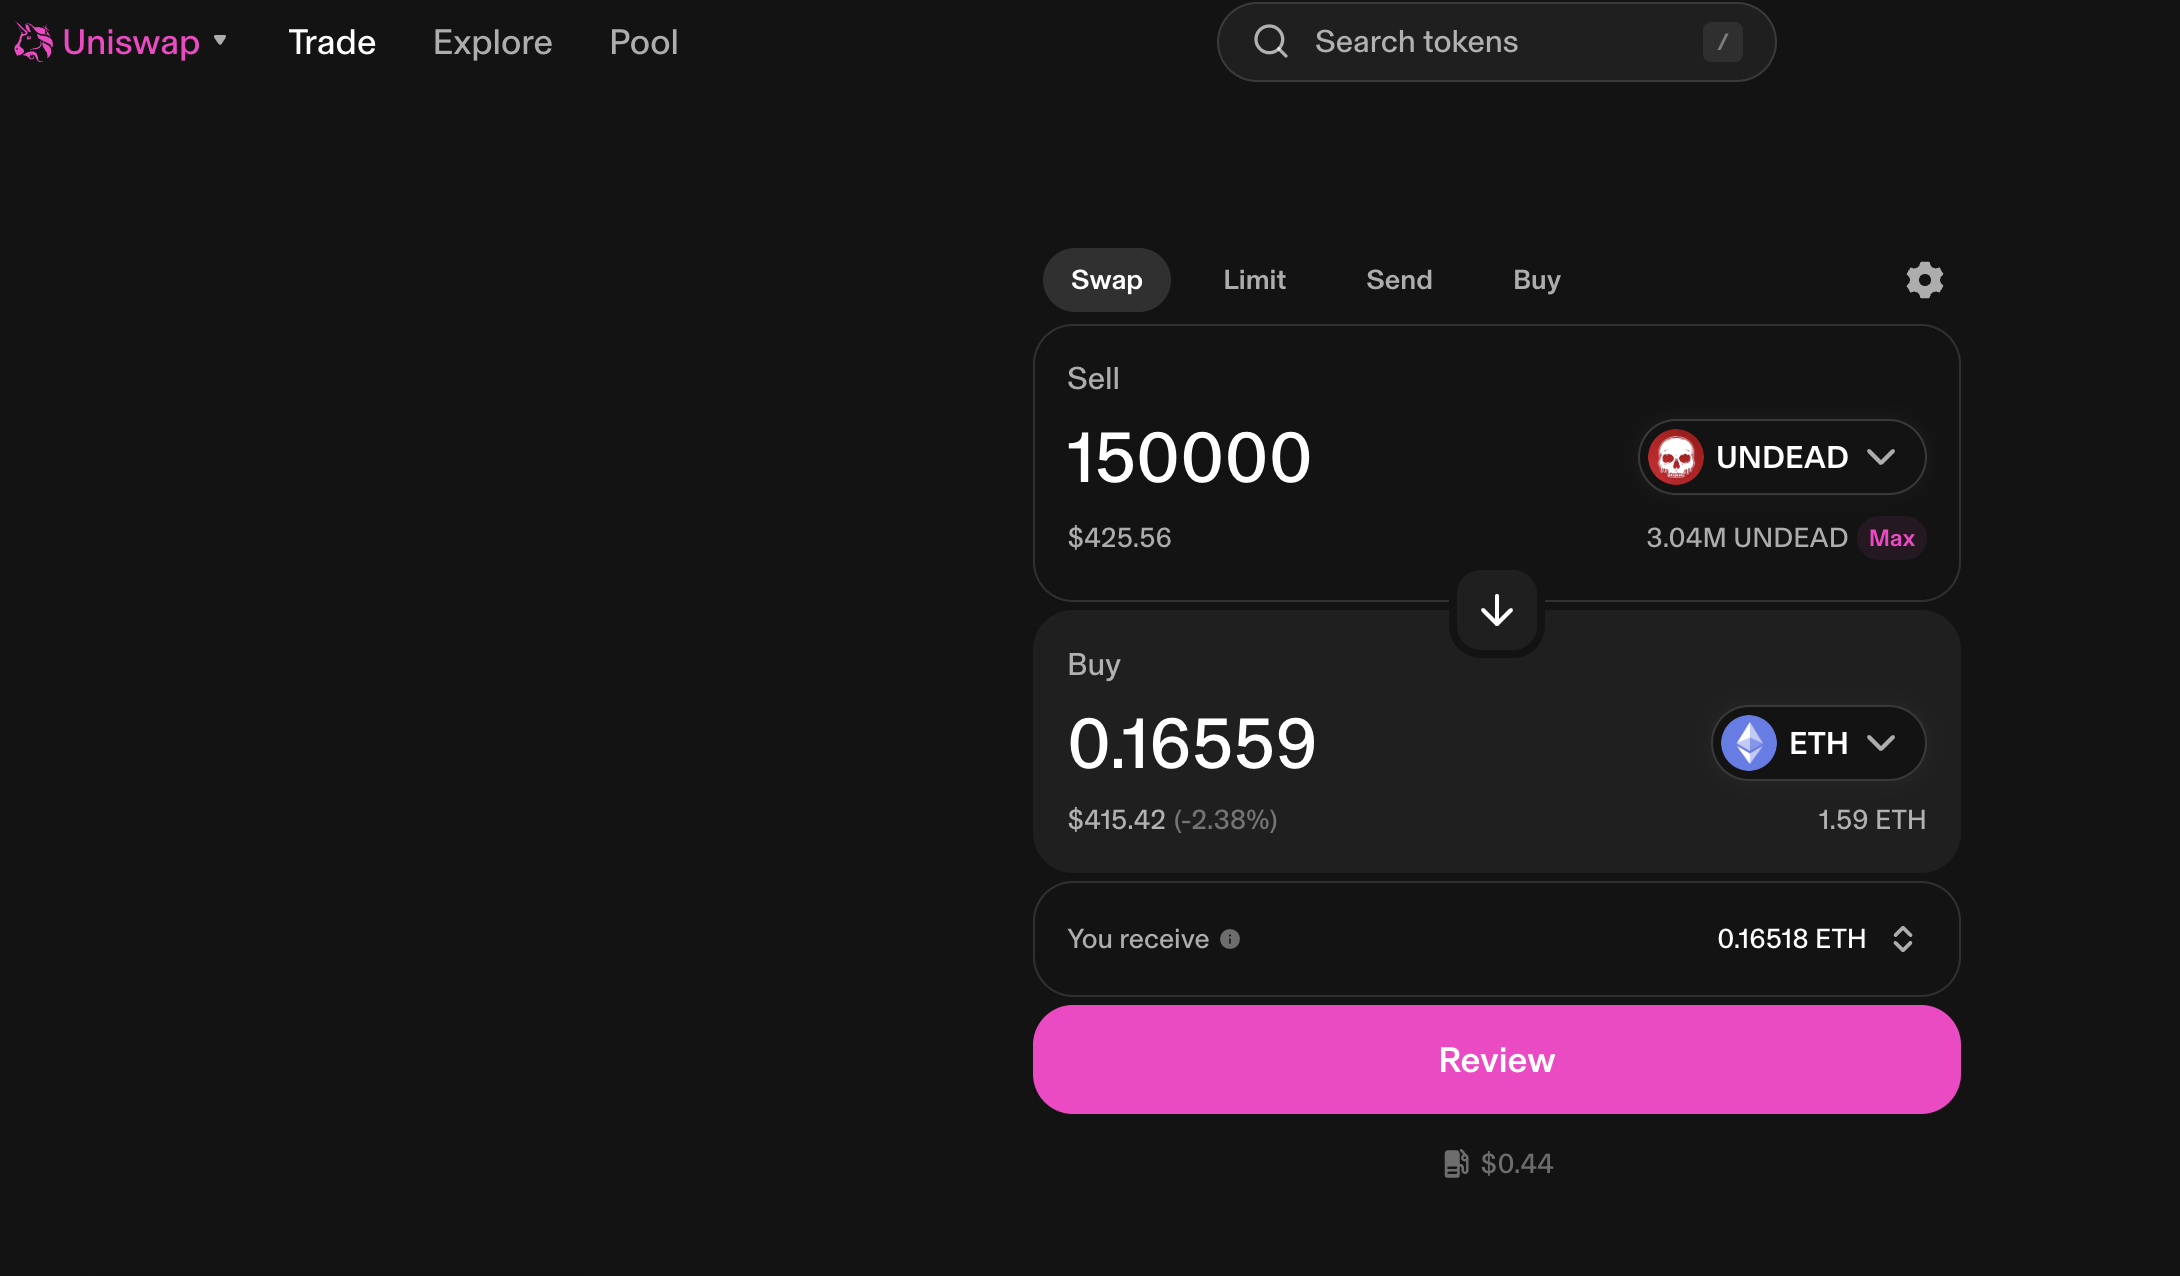 Uniswap Trade Explore Pool Search tokens /
Swap Limit Send Buy
Sell
150000 UNDEAD
$425.56 3.04M UNDEAD Max
Buy
0.16559 ETH
$415.42 (-2.38%) 1.59 ETH
You receive 0.16518 ETH
Review
$0.44